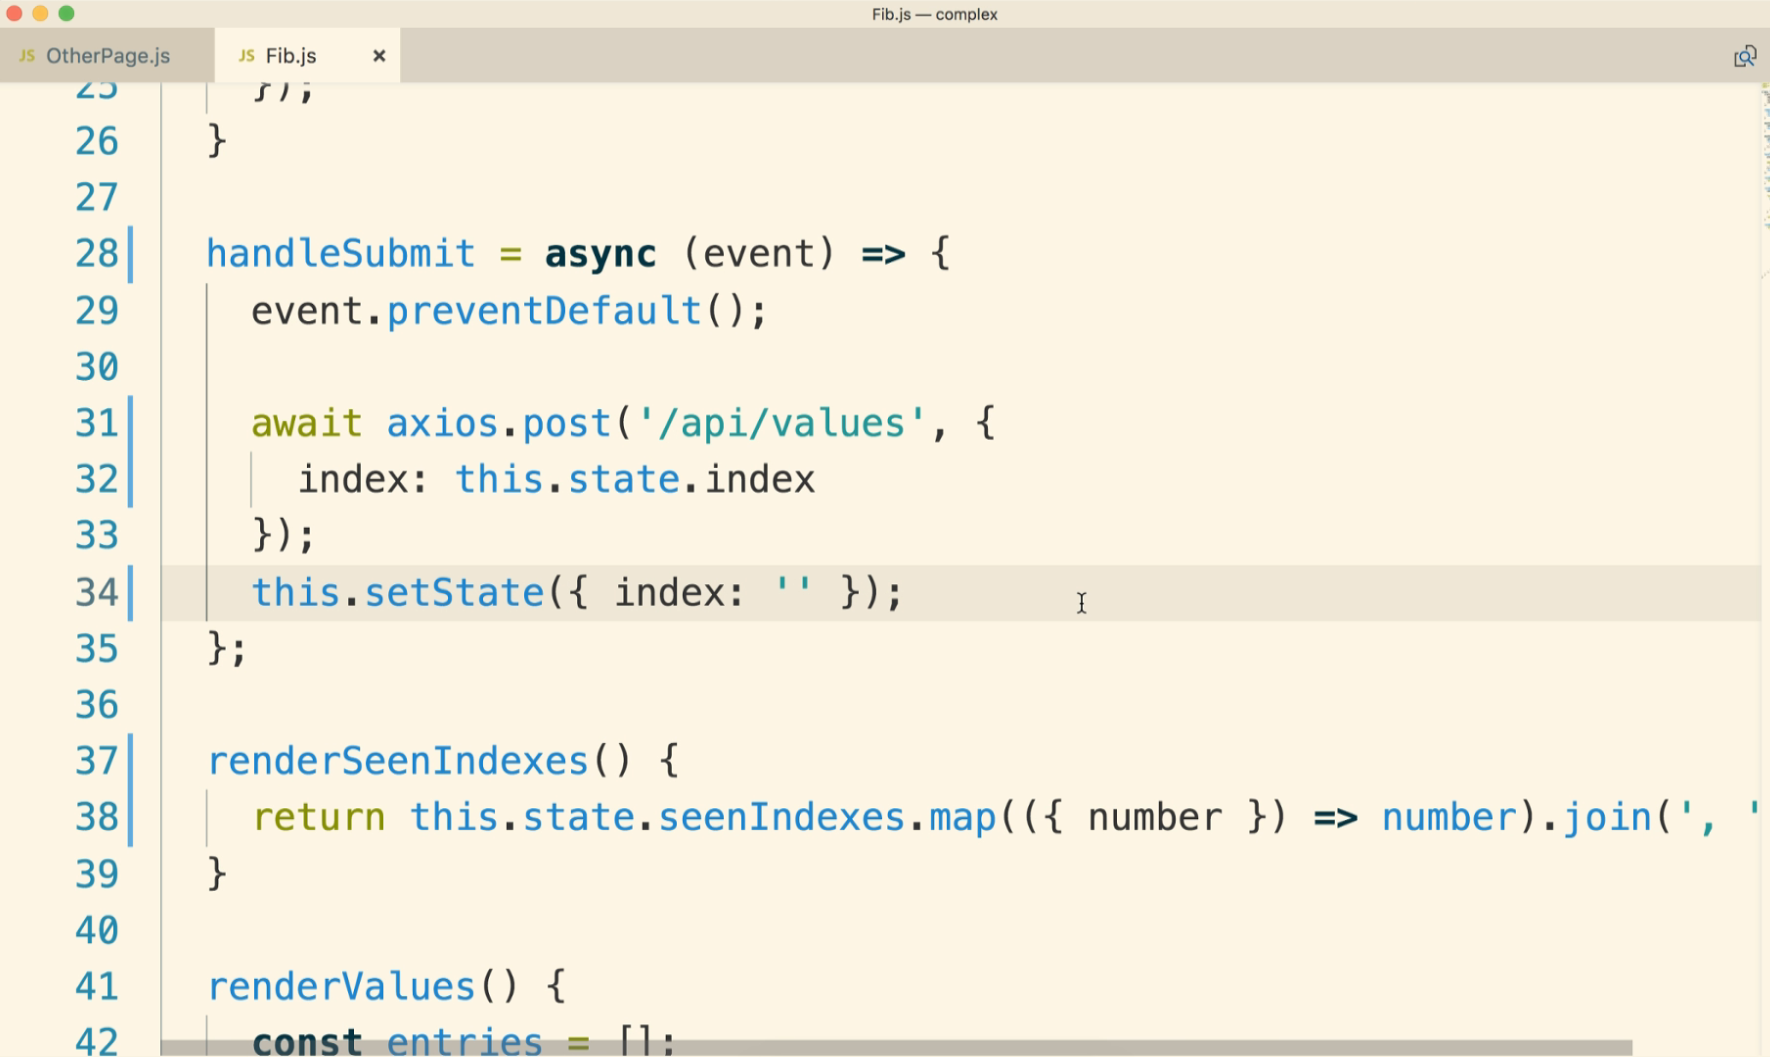 Fib.js — complex
JS OtherPage.js JS Fib.js ×
25 });
26 }
27
28 handleSubmit = async (event) => {
29 event.preventDefault();
30
31 await axios.post('/api/values', {
32 index: this.state.index
33 });
34 this.setState({ index: '' });
35 };
36
37 renderSeenIndexes() {
38 return this.state.seenIndexes.map(({ number }) => number).join(', '
39 }
40
41 renderValues() {
42 const entries = [];